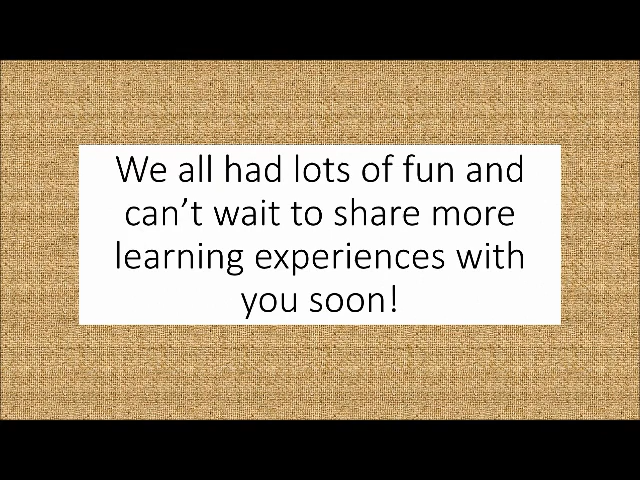 We all had lots of fun and
can’t wait to share more
learning experiences with
you soon!